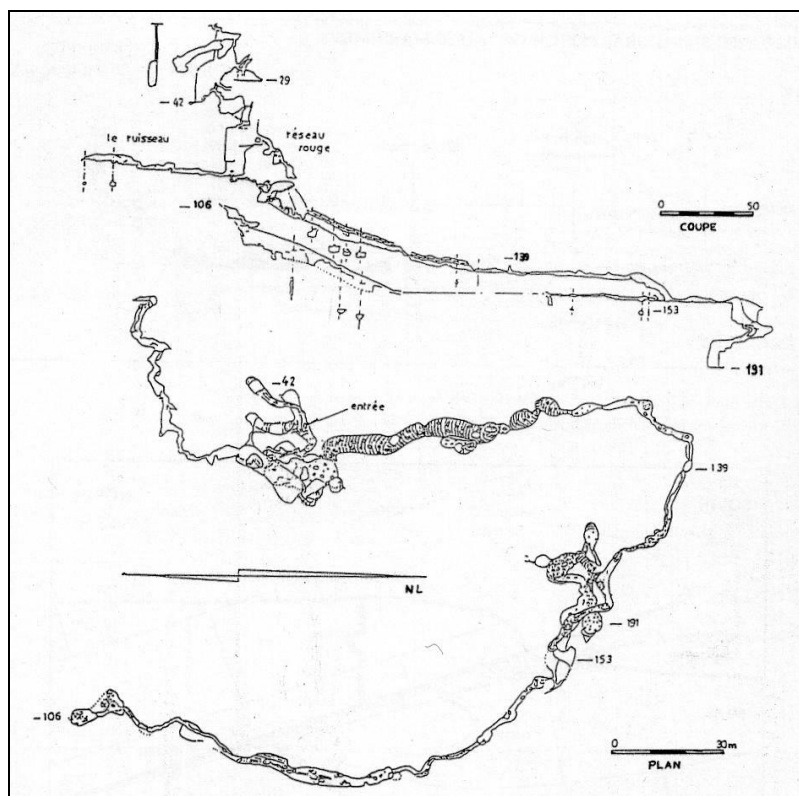 — 29
— 42
le ruisseau
réseau
rouge
— 106
0 50
COUPE
— 139
— 153
— 191
— 42
entrée
— 139
NL
— 191
— 153
— 106
0 30m
PLAN